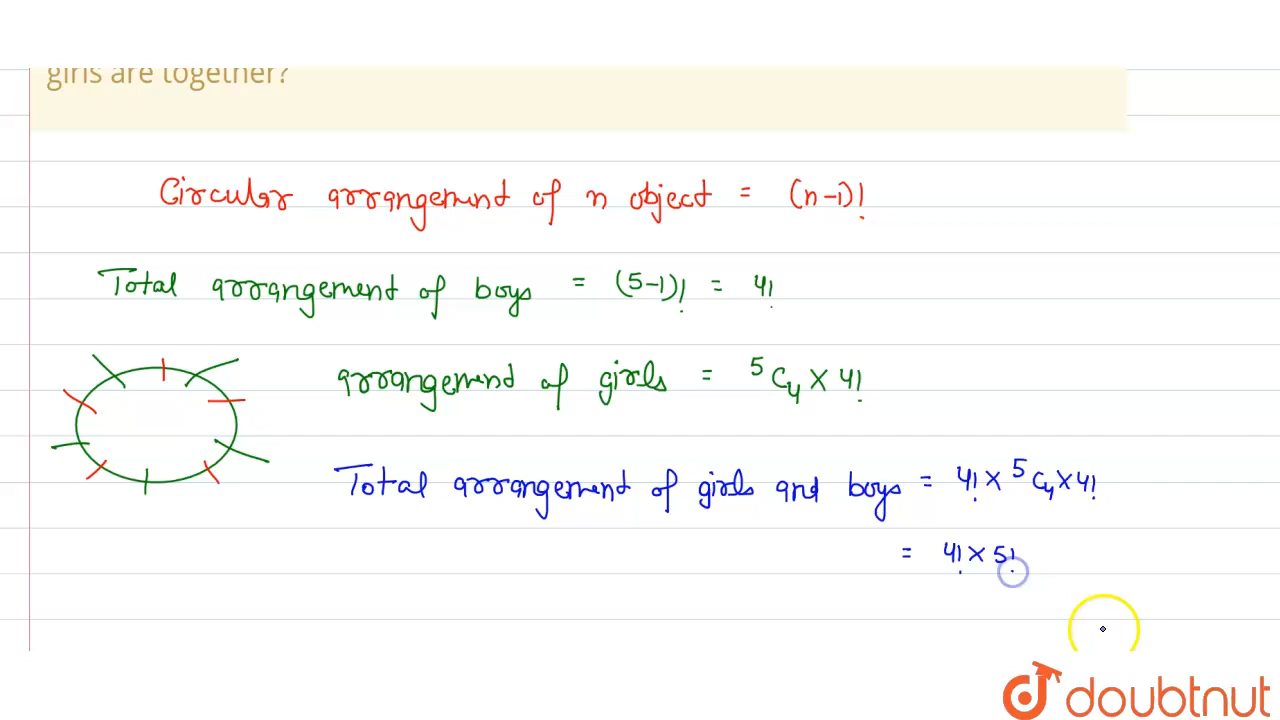 girls are together?
Circular arrangement of n object = (n-1)!
Total arrangement of boys = (5-1)! = 4!
arrangement of girls = ⁵C₄ × 4!
Total arrangement of girls and boys = 4! × ⁵C₄ × 4!
= 4! × 5!
doubtnut